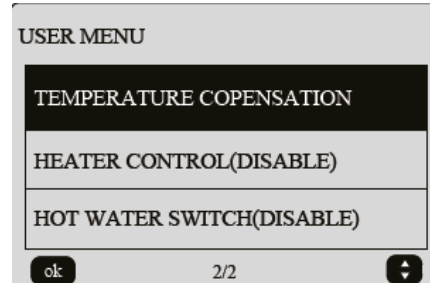 USER MENU
TEMPERATURE COPENSATION
HEATER CONTROL(DISABLE)
HOT WATER SWITCH(DISABLE)
ok 2/2